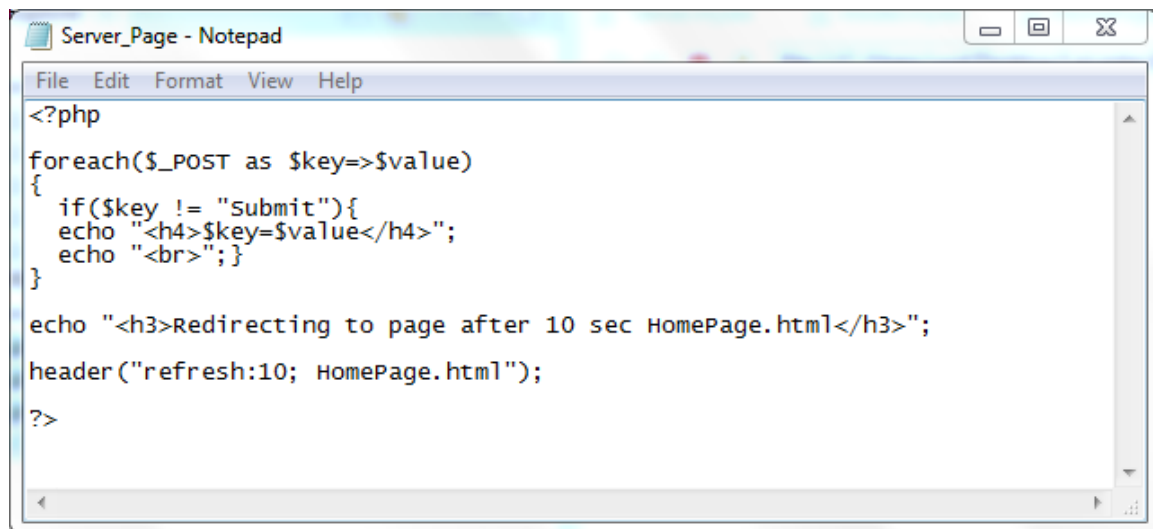 Server_Page - Notepad
File Edit Format View Help
<?php
foreach($_POST as $key=>$value)
{
if($key != "Submit"){
echo "<h4>$key=$value</h4>";
echo "<br>";}
}
echo "<h3>Redirecting to page after 10 sec HomePage.html</h3>";
header("refresh:10; HomePage.html");
?>